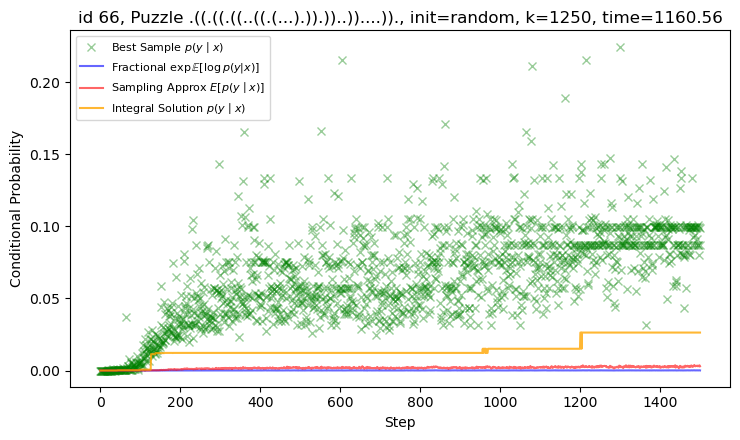 id 66, Puzzle .((.((.((..((.(...).)).))..))....))., init=random, k=1250, time=1160.56
Best Sample p(y | x)
Fractional exp𝔼[log p(y|x)]
Sampling Approx E[p(y | x)]
Integral Solution p(y | x)
Conditional Probability
0.20
0.15
0.10
0.05
0.00
0 200 400 600 800 1000 1200 1400
Step